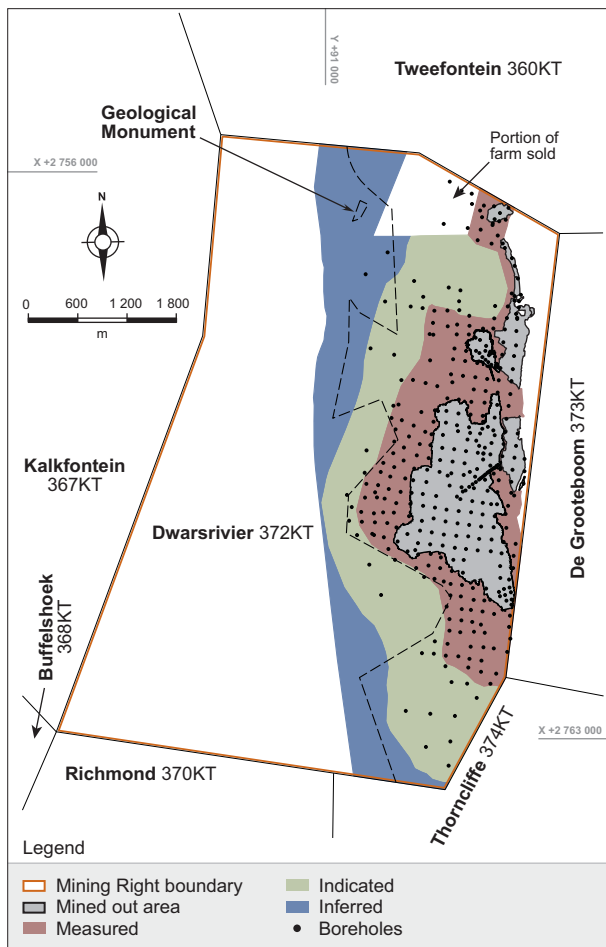 Y +91 000
Tweefontein 360KT
Geological
Monument
Portion of
farm sold
X +2 756 000
N
0 600 1 200 1 800
m
Kalkfontein
367KT
De Grooteboom 373KT
Dwarsrivier 372KT
Buffelshoek
368KT
X +2 763 000
Richmond 370KT
Thorncliffe 374KT
Legend
Mining Right boundary
Mined out area
Measured
Indicated
Inferred
Boreholes